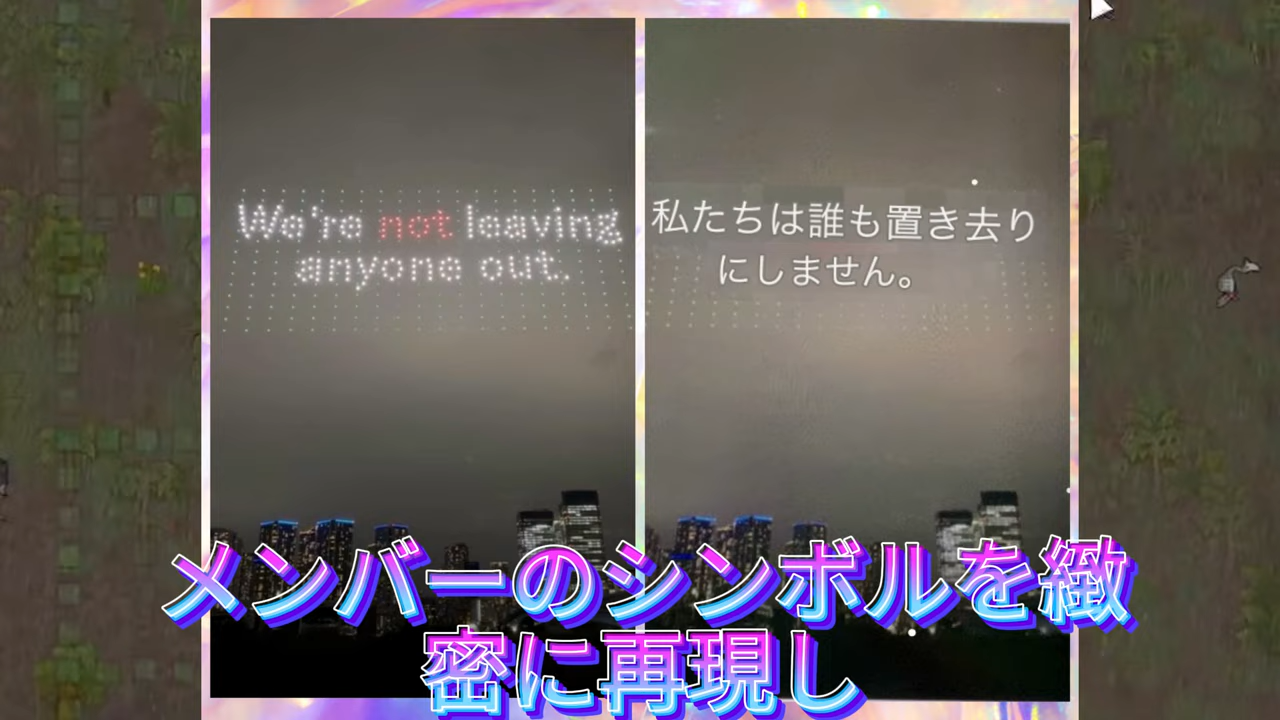 We're not leaving
anyone out.
私たちは誰も置き去り
にしません。
メンバーのシンボルを緻
密に再現し